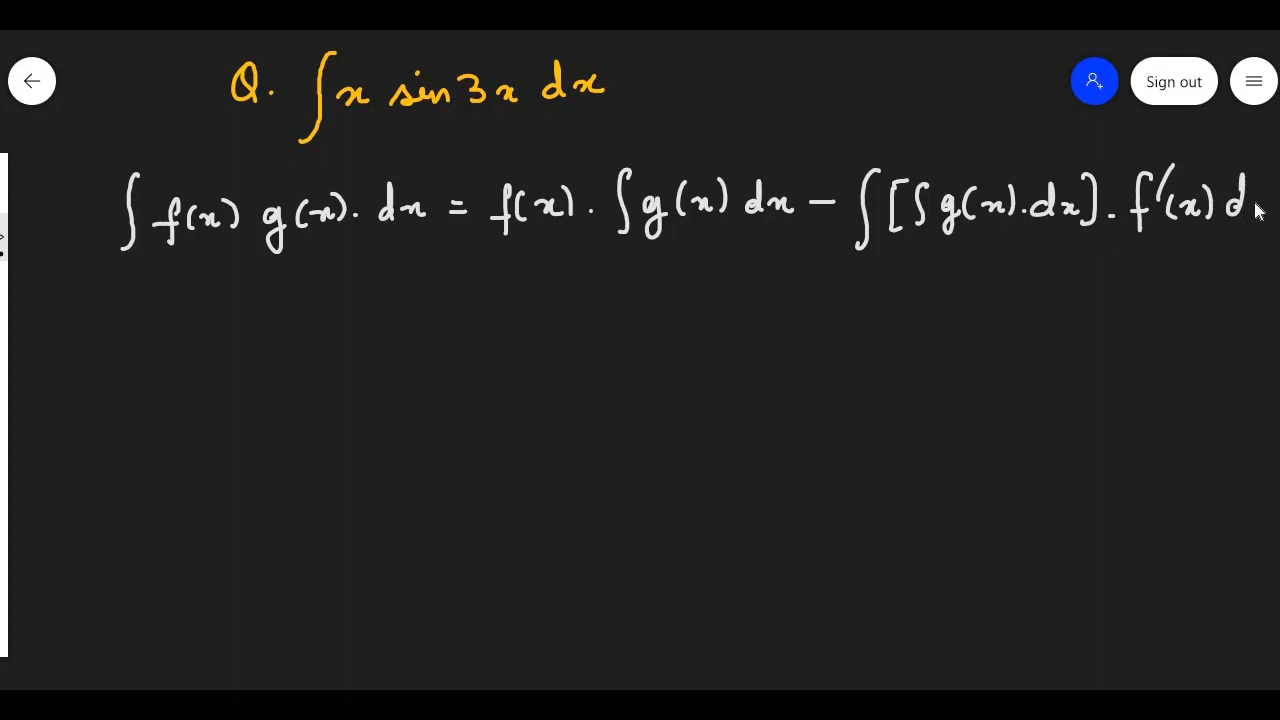 Q. ∫ x sin 3x dx
Sign out
∫ f(x) g(x). dx = f(x). ∫ g(x) dx - ∫ [∫ g(x).dx]. f'(x) d